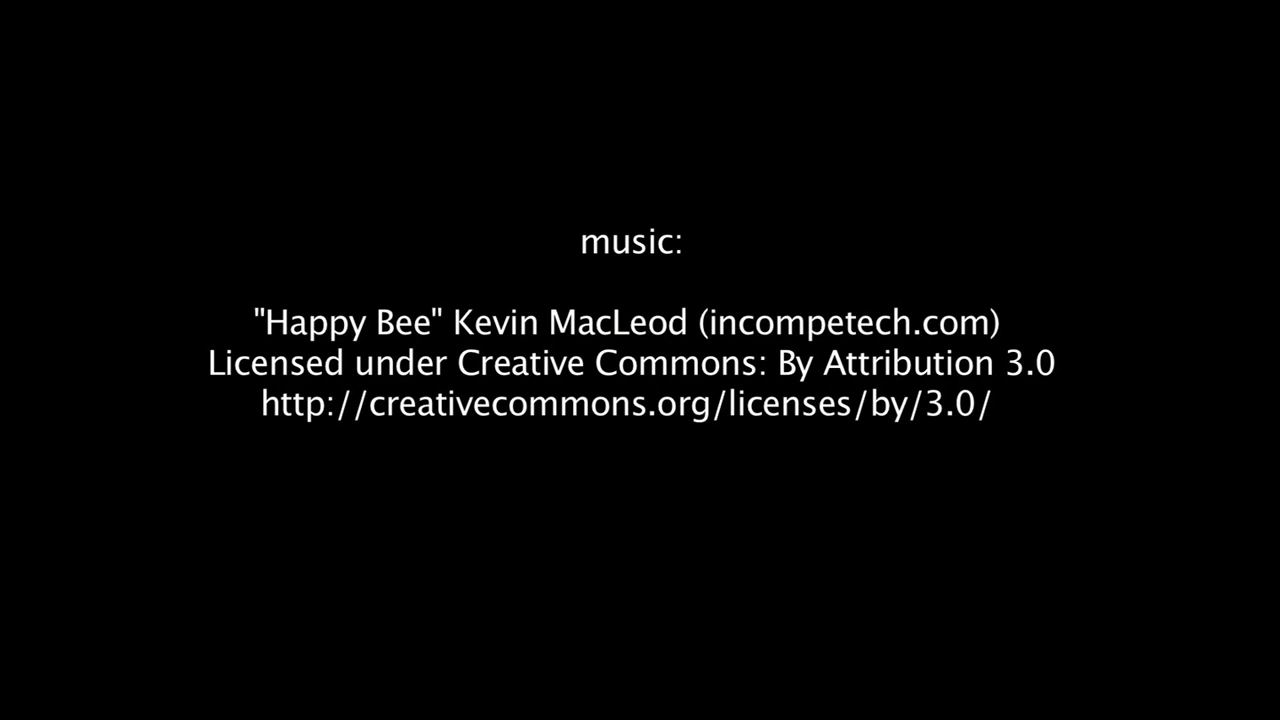 music:
"Happy Bee" Kevin MacLeod (incompetech.com)
Licensed under Creative Commons: By Attribution 3.0
http://creativecommons.org/licenses/by/3.0/